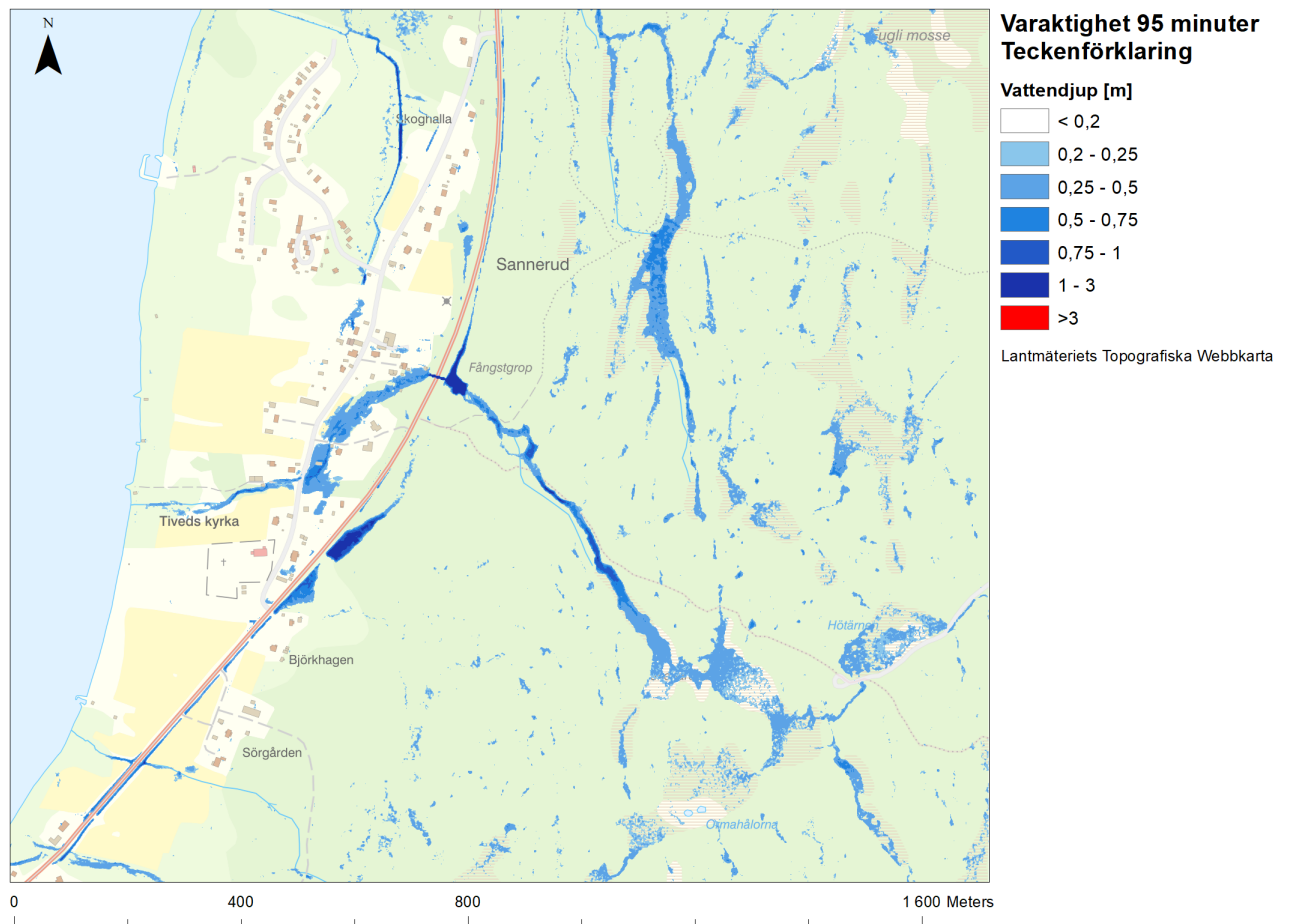 N
Varaktighet 95 minuter
Teckenförklaring
Vattendjup [m]
< 0,2
0,2 - 0,25
0,25 - 0,5
0,5 - 0,75
0,75 - 1
1 - 3
>3
Lantmäteriets Topografiska Webbkarta
ugli mosse
Skoghalla
Sannerud
Fångstgrop
Tiveds kyrka
Hötärnen
Björkhagen
Sörgården
Ormahålorna
0 400 800 1 600 Meters